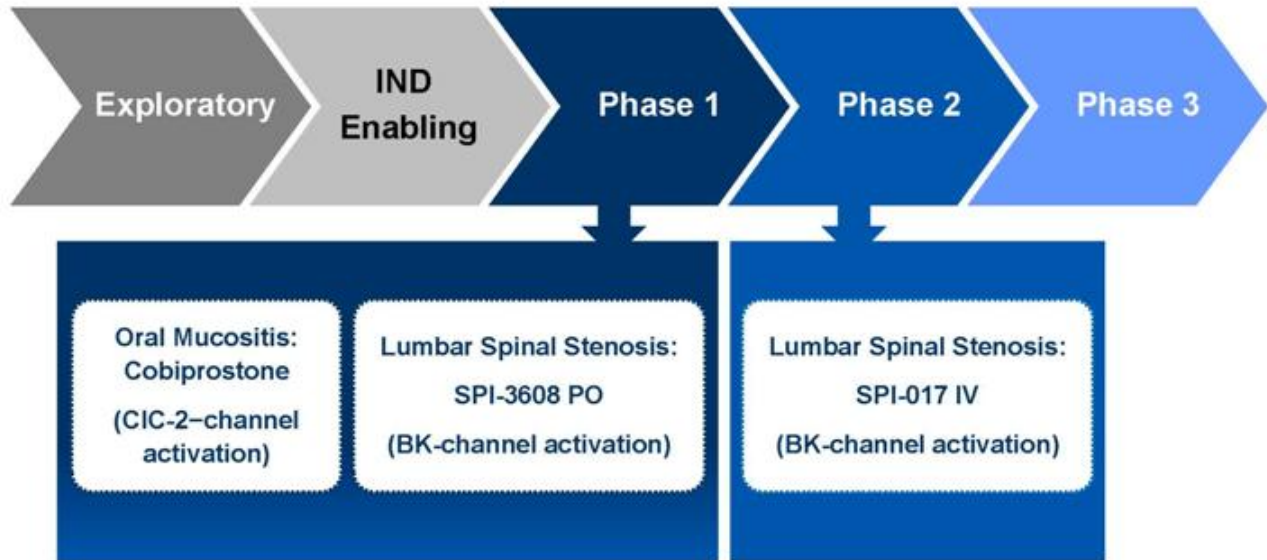 Exploratory
IND
Enabling
Phase 1
Phase 2
Phase 3
Oral Mucositis:
Cobiprostone
(ClC-2–channel
activation)
Lumbar Spinal Stenosis:
SPI-3608 PO
(BK-channel activation)
Lumbar Spinal Stenosis:
SPI-017 IV
(BK-channel activation)